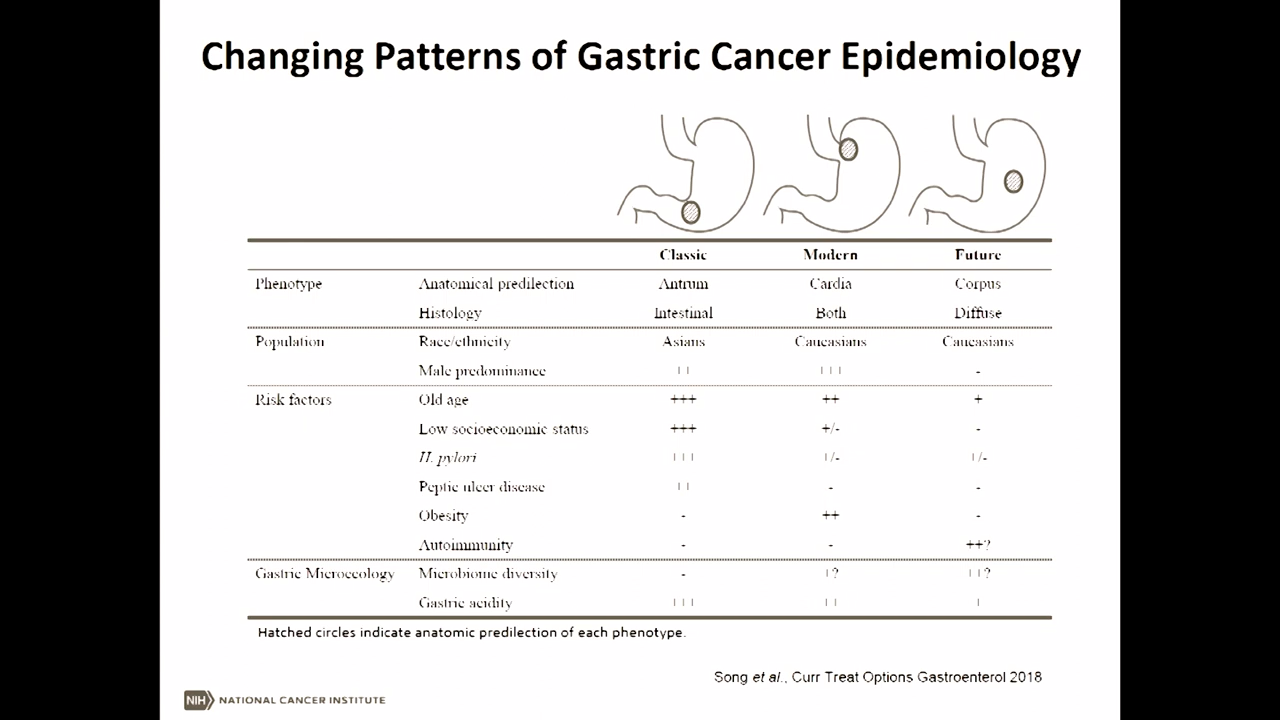 Changing Patterns of Gastric Cancer Epidemiology
Classic Modern Future
Phenotype Anatomical predilection Antrum Cardia Corpus
Histology Intestinal Both Diffuse
Population Race/ethnicity Asians Caucasians Caucasians
Male predominance ++ +++ -
Risk factors Old age +++ ++ +
Low socioeconomic status +++ +/- -
H. pylori +++ +/- +/-
Peptic ulcer disease ++ - -
Obesity - ++ -
Autoimmunity - - ++?
Gastric Microecology Microbiome diversity - +? ++?
Gastric acidity +++ ++ +
Hatched circles indicate anatomic predilection of each phenotype.
Song et al., Curr Treat Options Gastroenterol 2018
NIH NATIONAL CANCER INSTITUTE